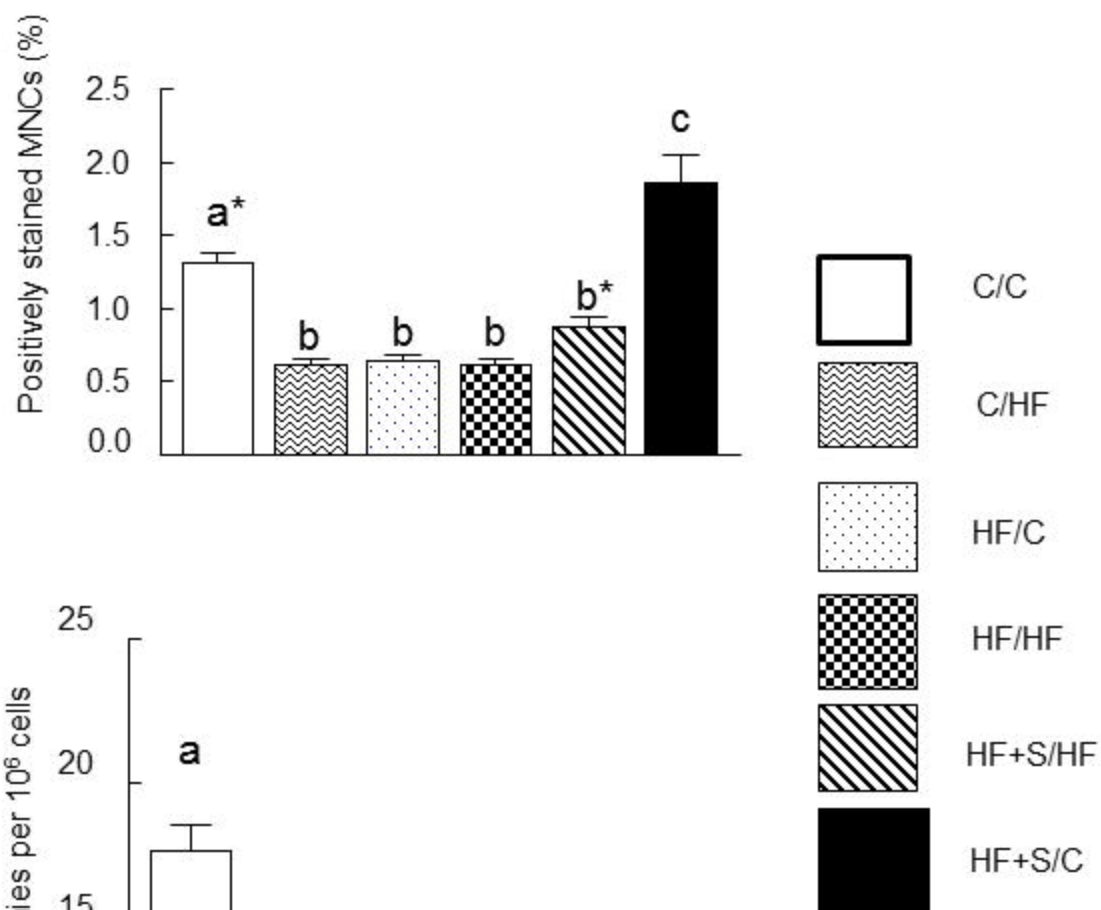 Positively stained MNCs (%)
2.5
2.0
1.5
1.0
0.5
0.0
a*
b
b
b
b*
c
C/C
C/HF
HF/C
HF/HF
HF+S/HF
HF+S/C
25
20
15
a
per 10⁶ cells